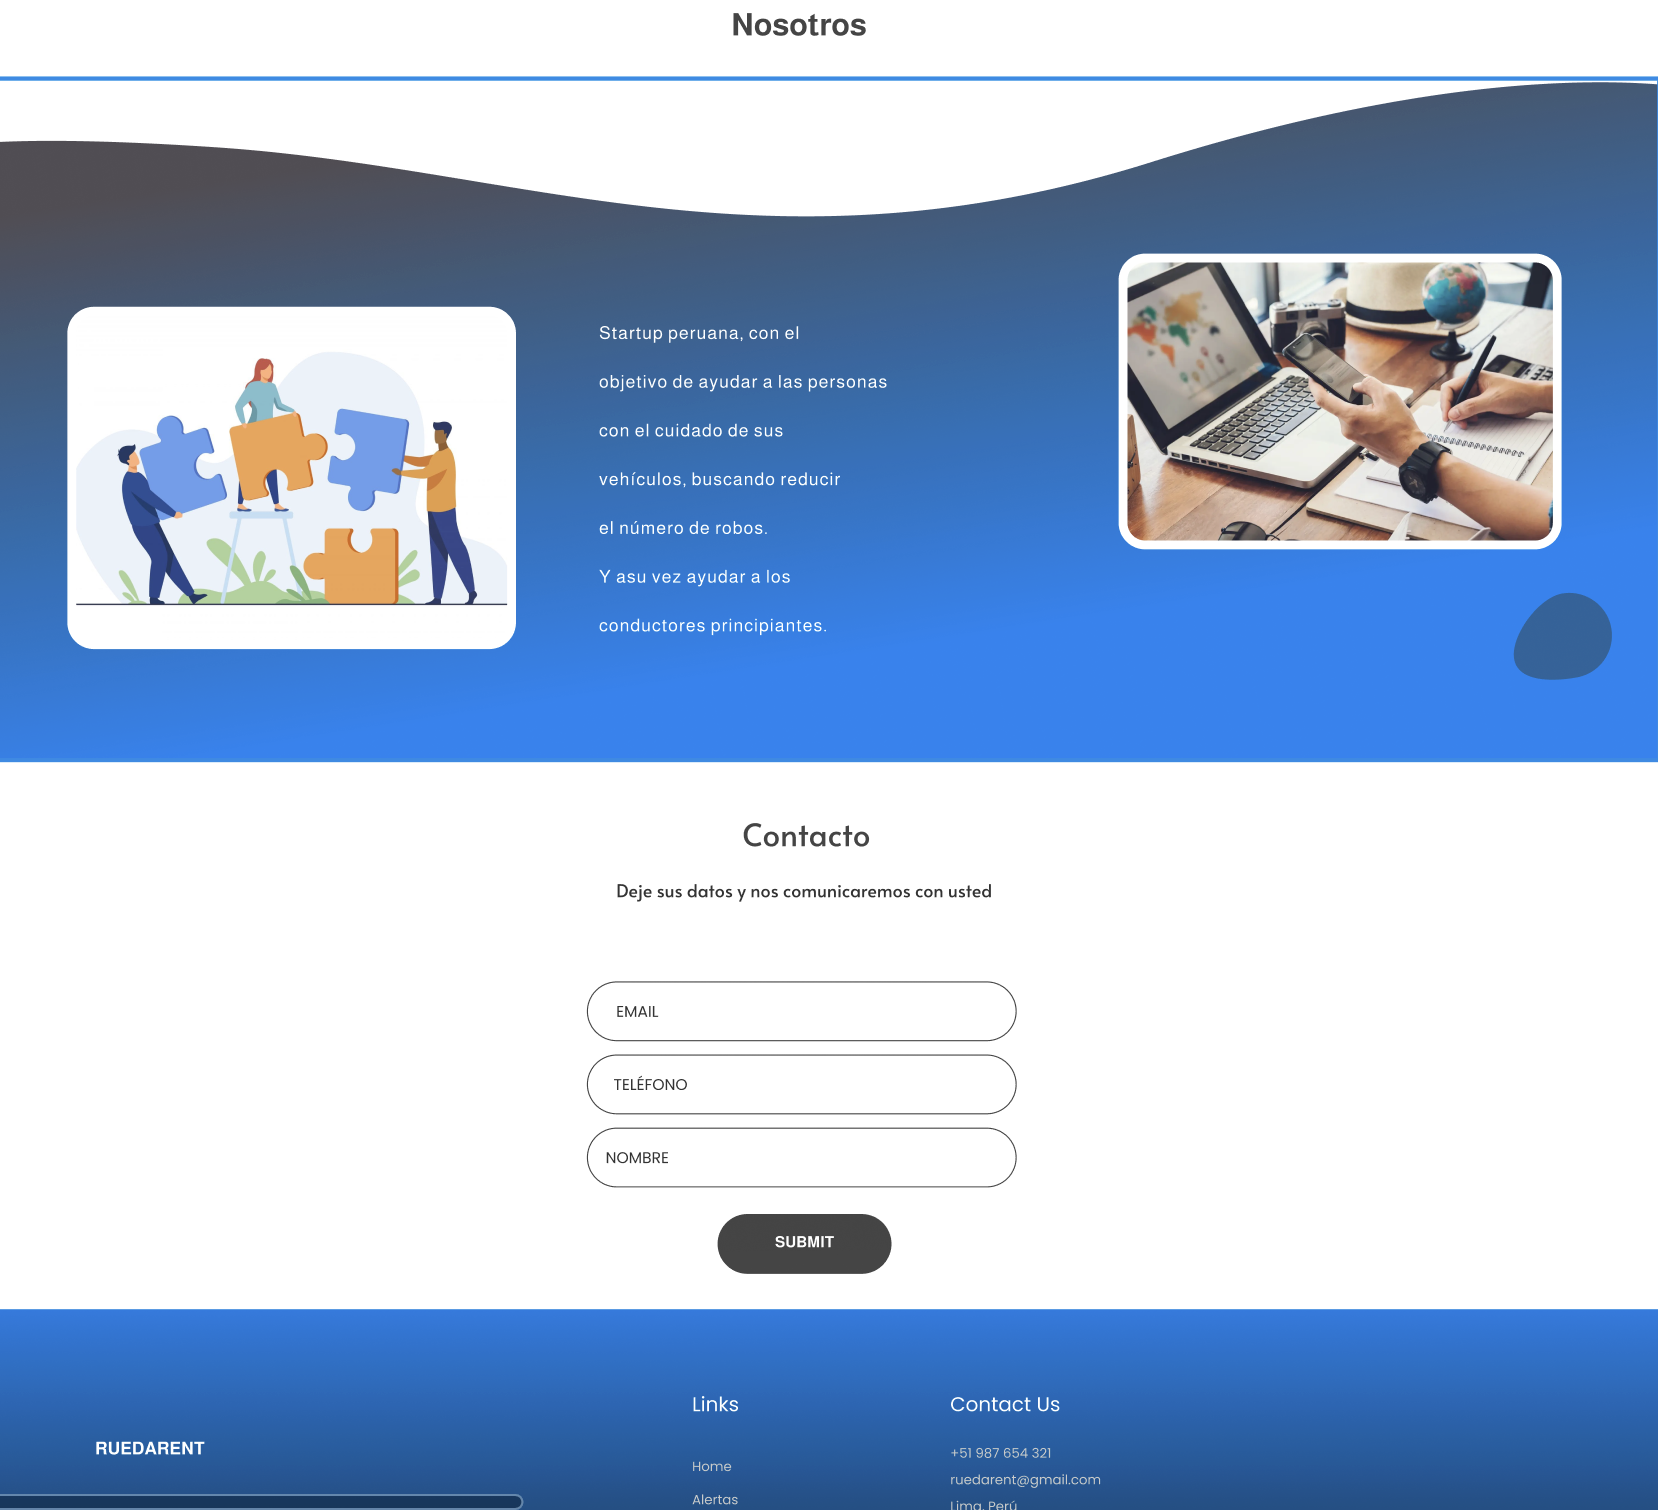 Nosotros
Startup peruana, con el
objetivo de ayudar a las personas
con el cuidado de sus
vehículos, buscando reducir
el número de robos.
Y asu vez ayudar a los
conductores principiantes.
Contacto
Deje sus datos y nos comunicaremos con usted
EMAIL
TELÉFONO
NOMBRE
SUBMIT
RUEDARENT
Links
Home
Alertas
Contact Us
+51 987 654 321
ruedarent@gmail.com
Lima, Perú